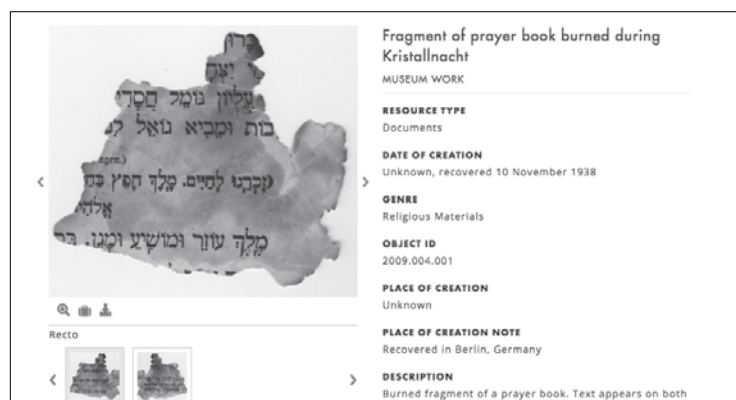 יִצְחָ
עֶלְיוֹן גּוֹמֵל חֲסָדִי
בוֹת וּמֵבִיא גוֹאֵל לִ
(זָכְרֵנוּ לְחַיִּים. מֶלֶךְ חָפֵץ בַּחַ
אֱלֹהִי
מֶלֶךְ עוֹזֵר וּמוֹשִׁיעַ וּמָגֵן. בָּר
Recto
Fragment of prayer book burned during
Kristallnacht
MUSEUM WORK
RESOURCE TYPE
Documents
DATE OF CREATION
Unknown, recovered 10 November 1938
GENRE
Religious Materials
OBJECT ID
2009.004.001
PLACE OF CREATION
Unknown
PLACE OF CREATION NOTE
Recovered in Berlin, Germany
DESCRIPTION
Burned fragment of a prayer book. Text appears on both